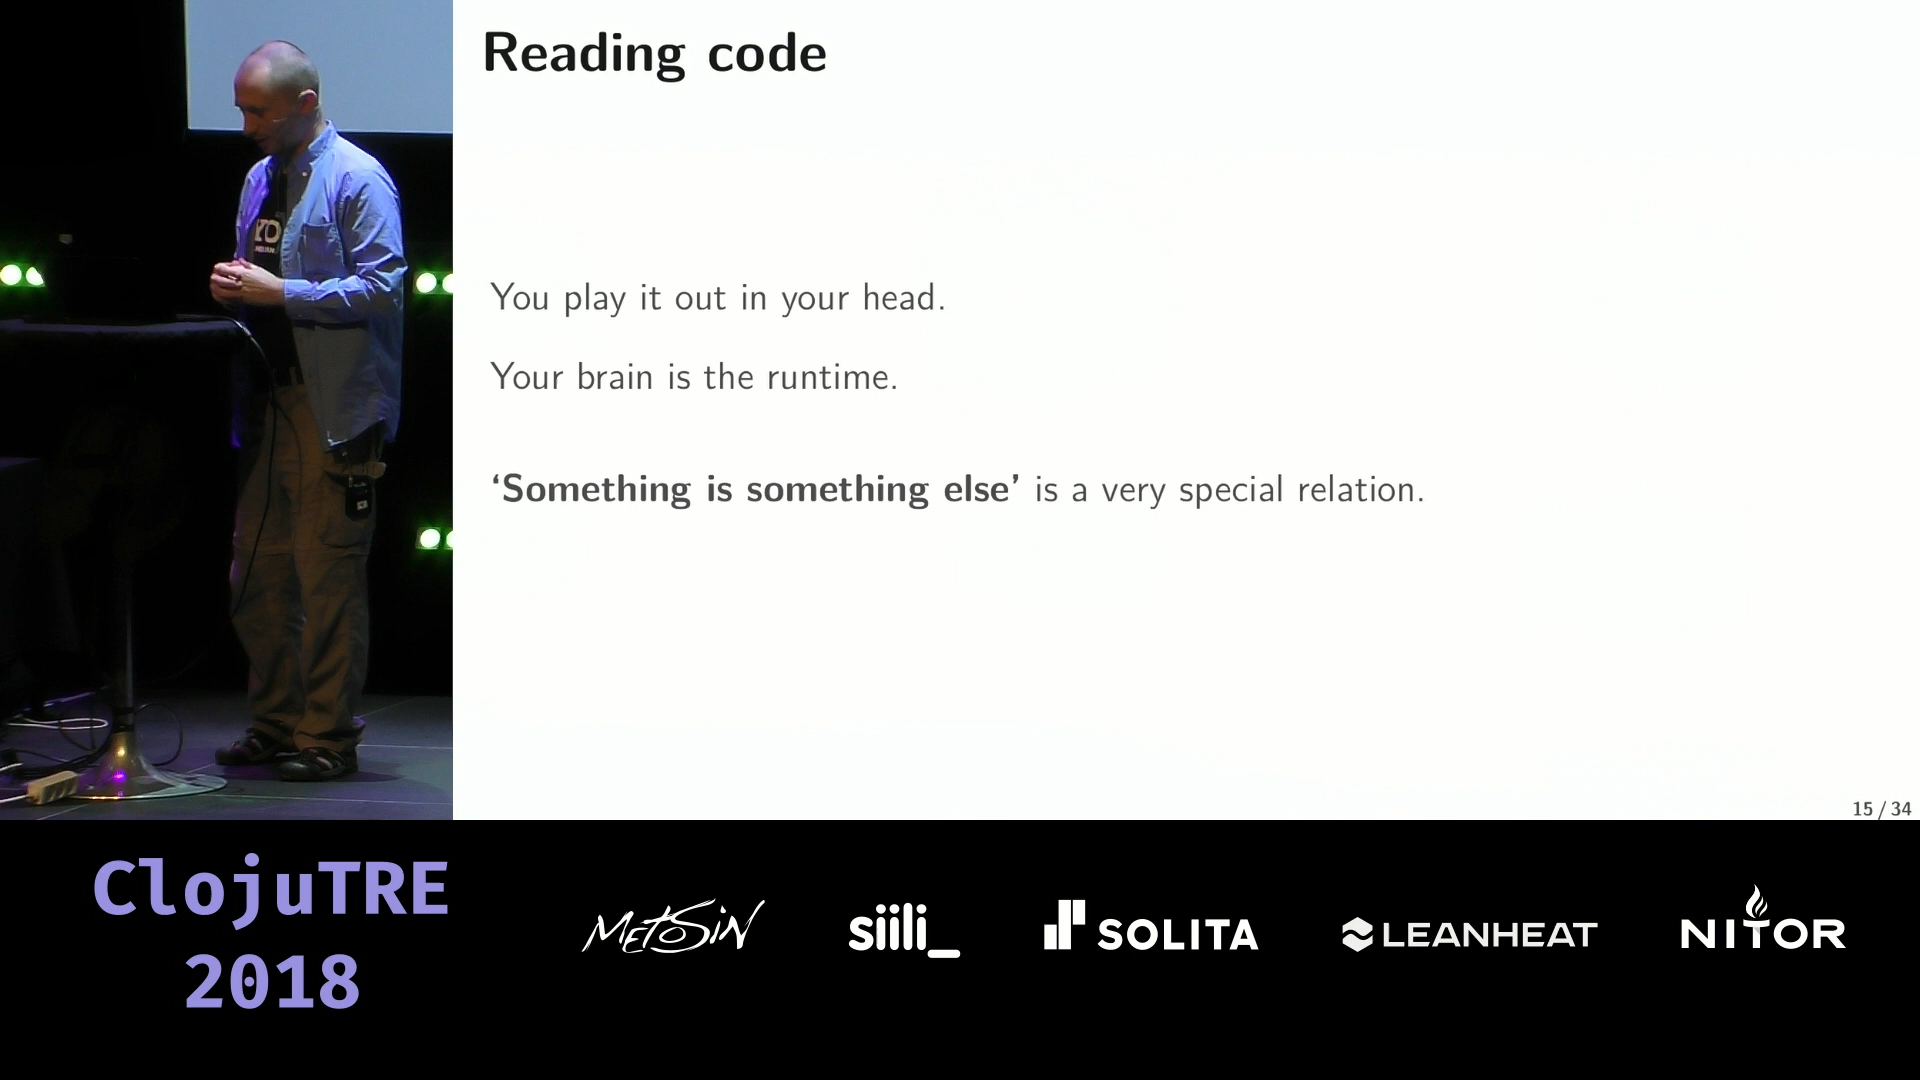 Reading code
You play it out in your head.
Your brain is the runtime.
‘Something is something else’ is a very special relation.
15 / 34
ClojuTRE
2018
METOSIN
siili_
SOLITA
LEANHEAT
NITOR